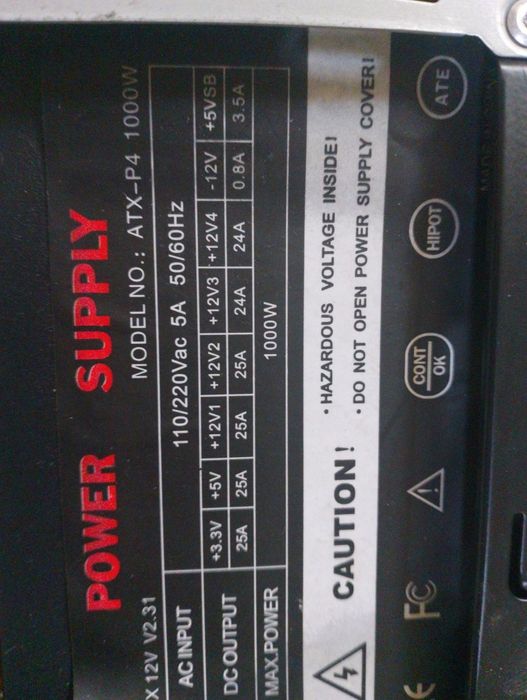 POWER SUPPLY
X 12V V2.31 MODEL NO.: ATX-P4 1000W
AC INPUT 110/220Vac 5A 50/60Hz
DC OUTPUT +3.3V +5V +12V1 +12V2 +12V3 +12V4 -12V +5VSB
25A 25A 25A 25A 24A 24A 0.8A 3.5A
MAX.POWER 1000W
CAUTION!
• HAZARDOUS VOLTAGE INSIDE!
• DO NOT OPEN POWER SUPPLY COVER!
CE FC CONT OK HIPOT ATE